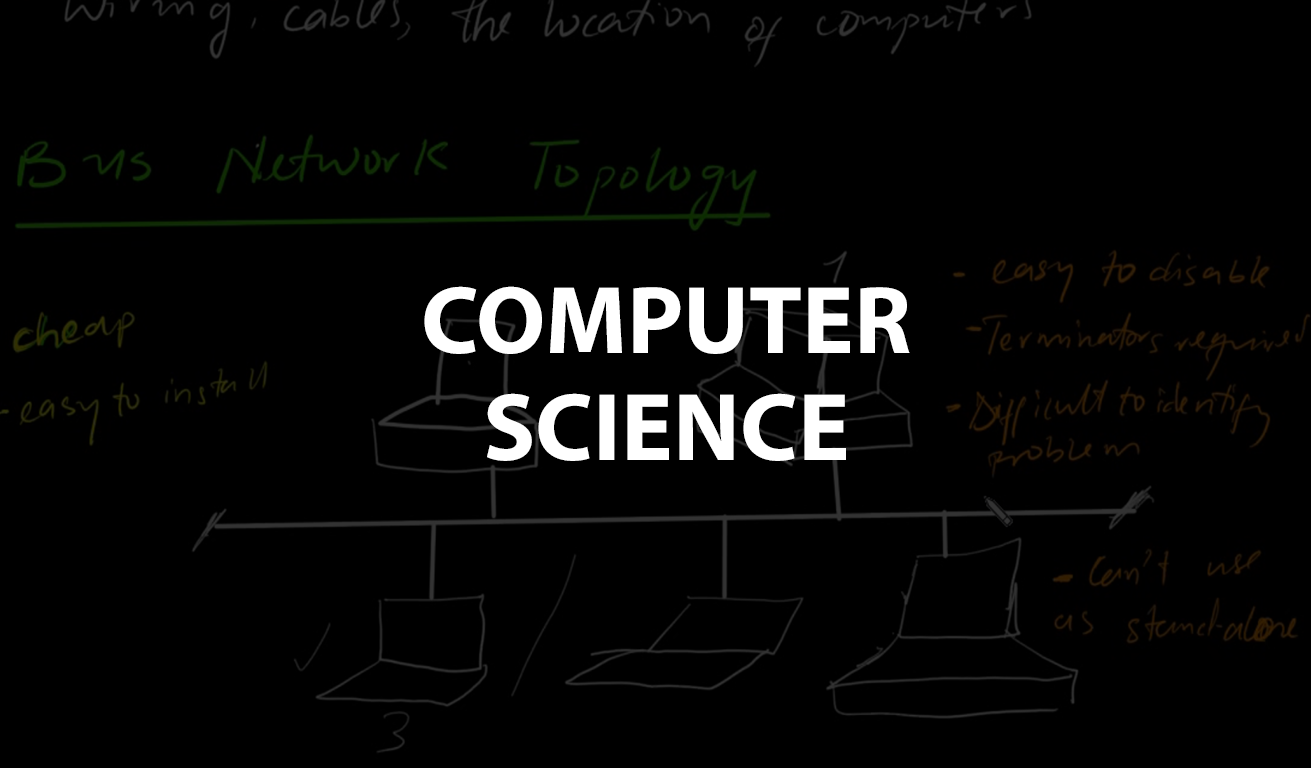 wiring, cables, the location of computers
Bus Network Topology
1
- easy to disable
cheap
- Terminators required
COMPUTER
SCIENCE
- easy to install
- Difficult to identify
problem
- Can't use
as stand-alone
3